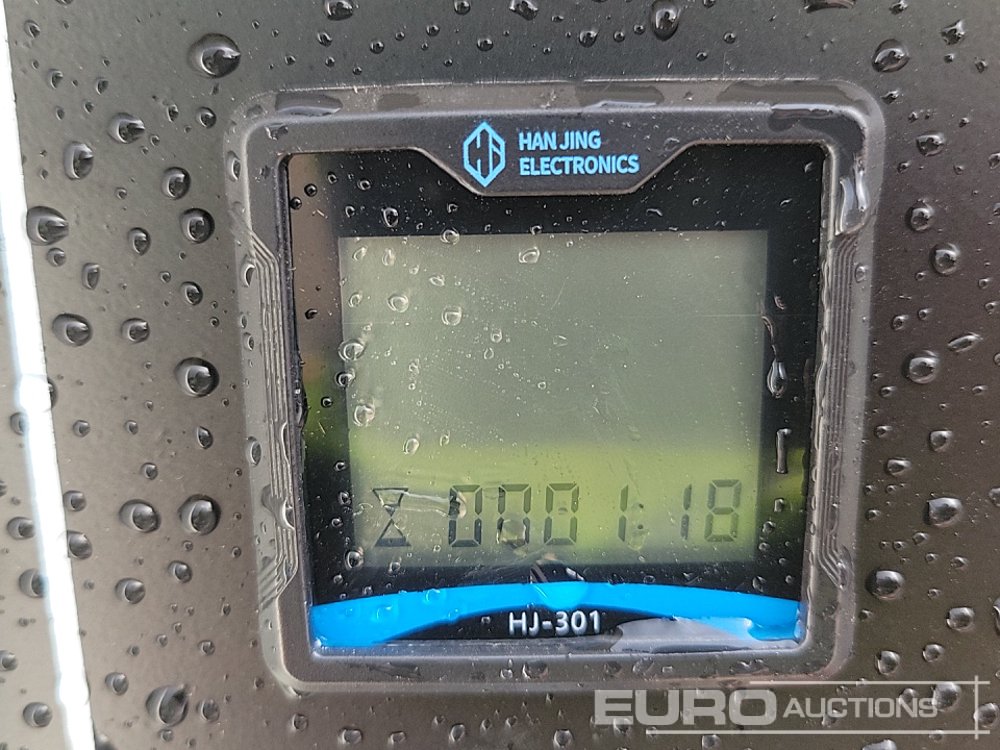 HAN JING
ELECTRONICS
0001:18
HJ-301
EURO AUCTIONS